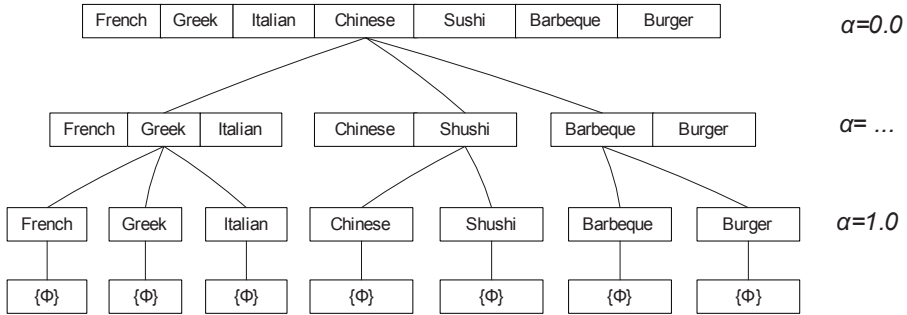 French Greek Italian Chinese Sushi Barbeque Burger α=0.0
French Greek Italian Chinese Shushi Barbeque Burger α= ...
French Greek Italian Chinese Shushi Barbeque Burger α=1.0
{Φ} {Φ} {Φ} {Φ} {Φ} {Φ} {Φ}